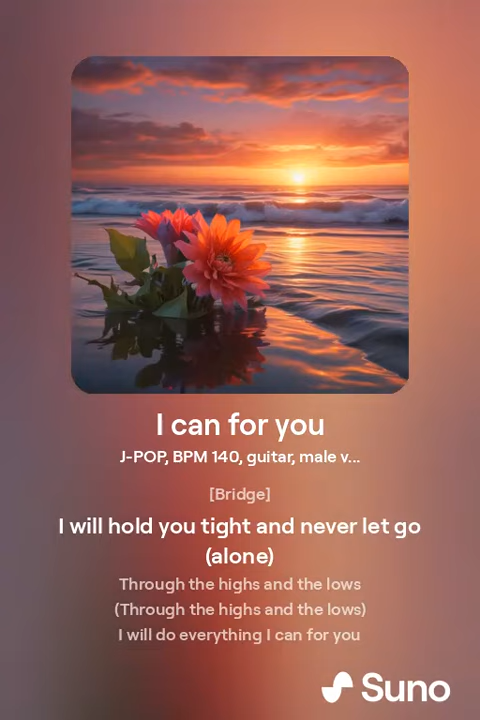 I can for you
J-POP, BPM 140, guitar, male v...
[Bridge]
I will hold you tight and never let go
(alone)
Through the highs and the lows
(Through the highs and the lows)
I will do everything I can for you
Suno